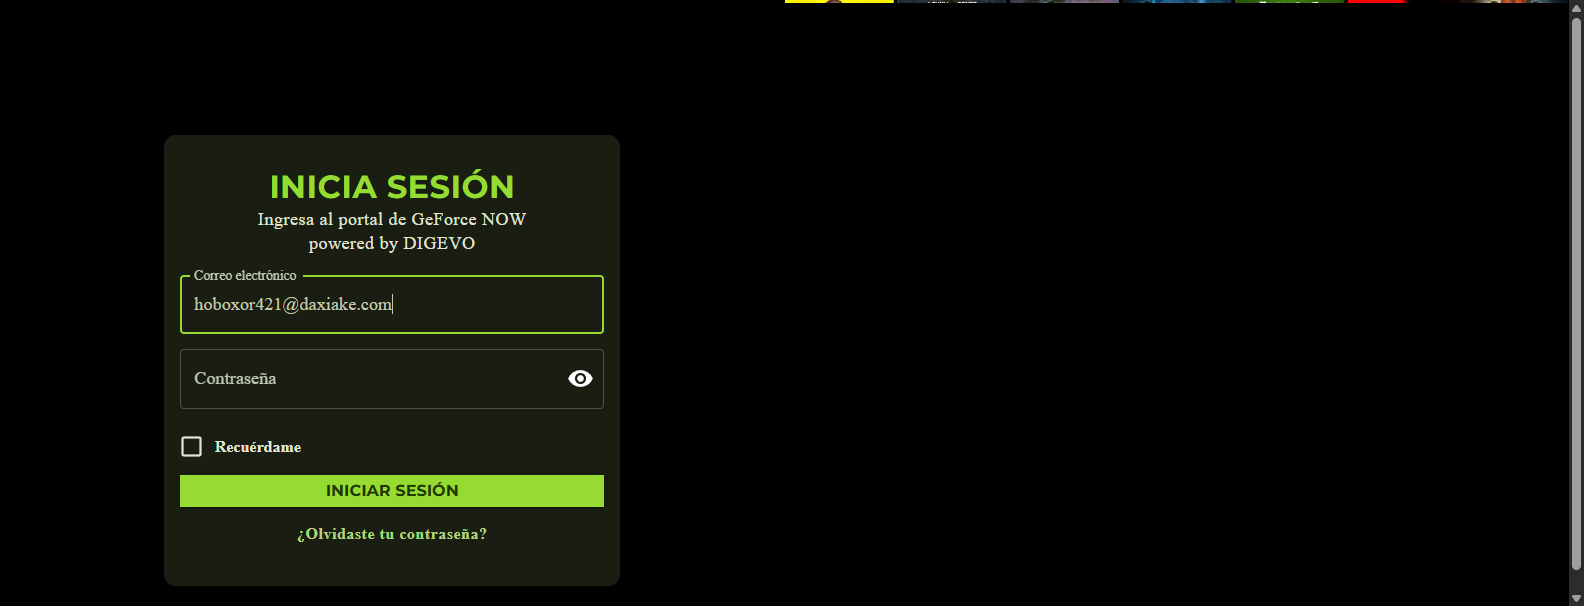 INICIA SESIÓN
Ingresa al portal de GeForce NOW
powered by DIGEVO
Correo electrónico
hoboxor421@daxiake.com
Contraseña
Recuérdame
INICIAR SESIÓN
¿Olvidaste tu contraseña?